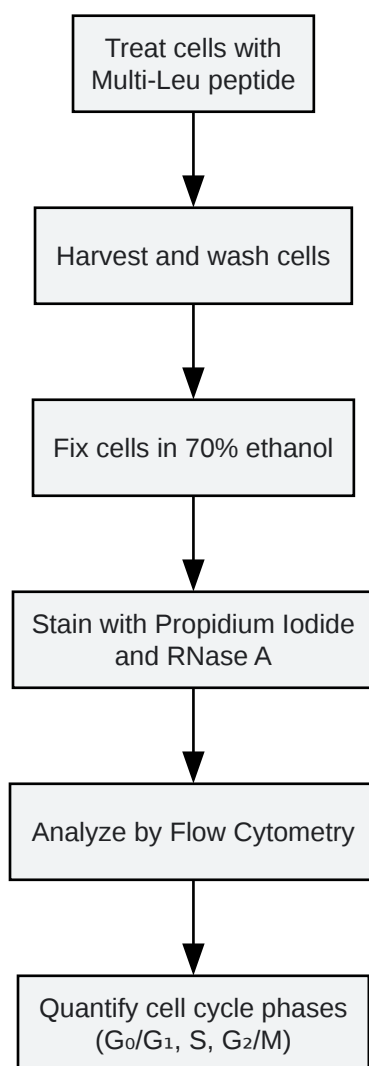 Treat cells with
Multi-Leu peptide
Harvest and wash cells
Fix cells in 70% ethanol
Stain with Propidium Iodide
and RNase A
Analyze by Flow Cytometry
Quantify cell cycle phases
(G₀/G₁, S, G₂/M)